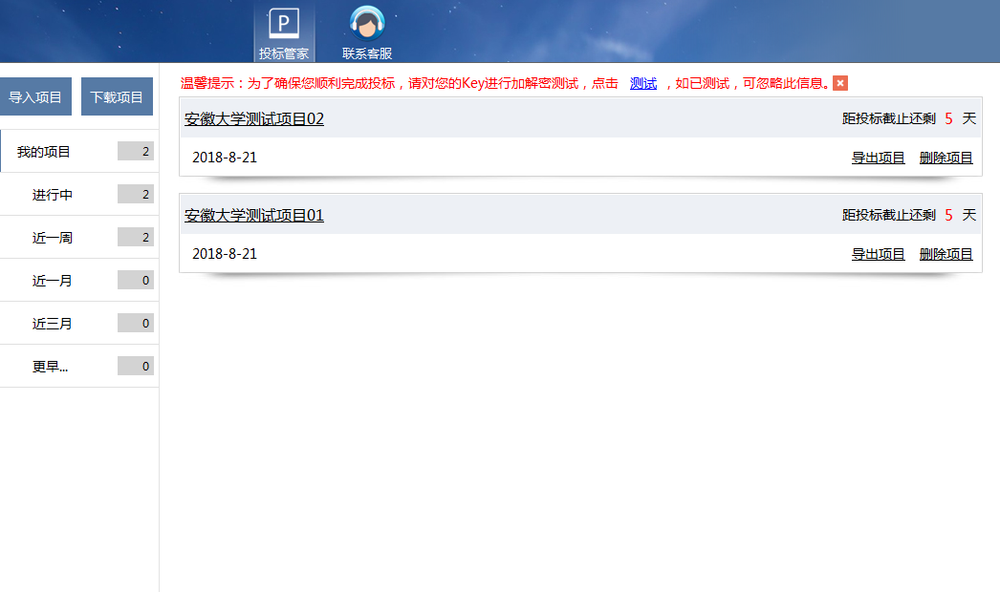 P
投标管家
联系客服
导入项目
下载项目
我的项目 2
进行中 2
近一周 2
近一月 0
近三月 0
更早... 0
温馨提示：为了确保您顺利完成投标，请对您的Key进行加解密测试，点击 测试 ，如已测试，可忽略此信息。
安徽大学测试项目02 距投标截止还剩 5 天
2018-8-21 导出项目 删除项目
安徽大学测试项目01 距投标截止还剩 5 天
2018-8-21 导出项目 删除项目